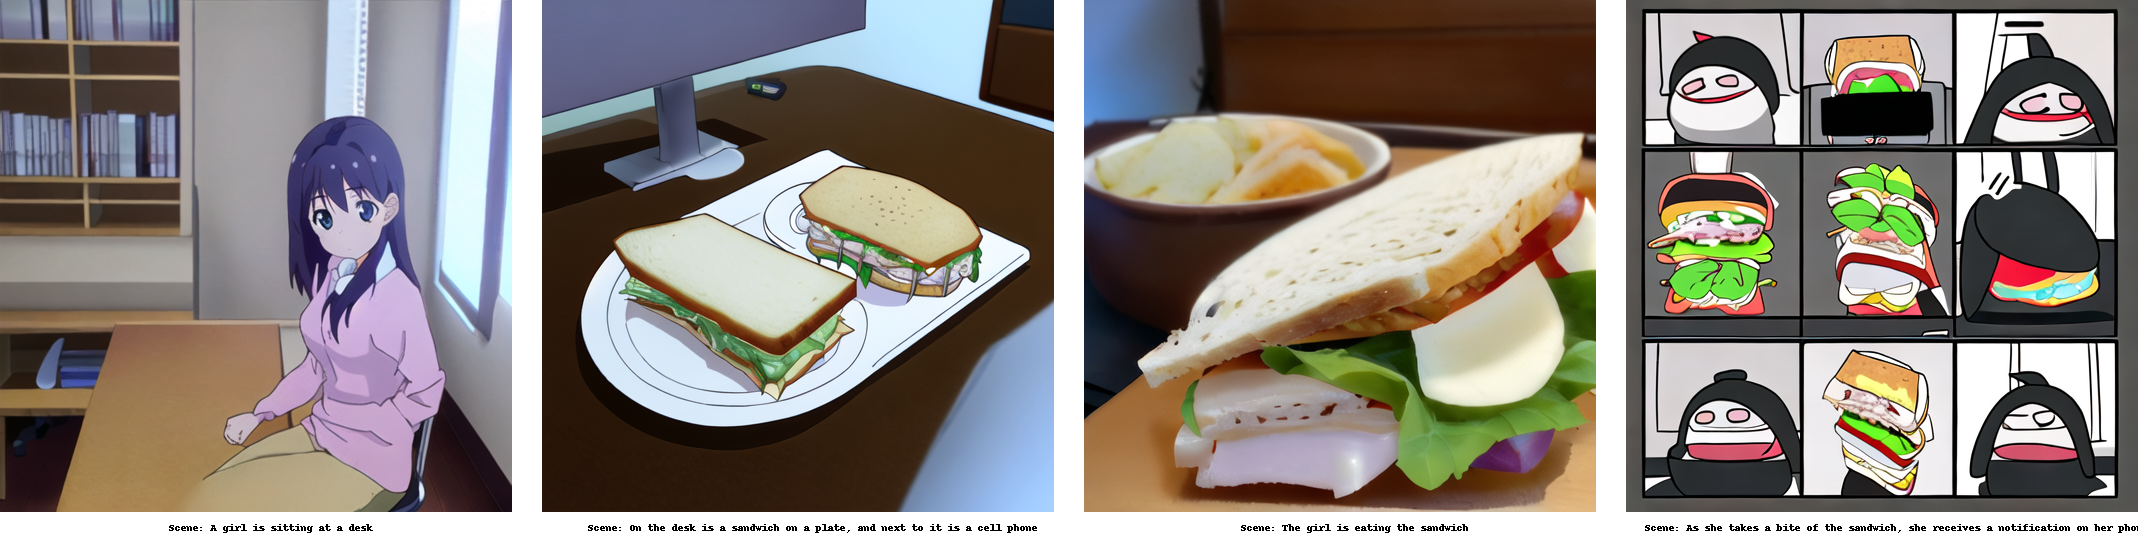 Scene: A girl is sitting at a desk
Scene: On the desk is a sandwich on a plate, and next to it is a cell phone
Scene: The girl is eating the sandwich
Scene: As she takes a bite of the sandwich, she receives a notification on her pho